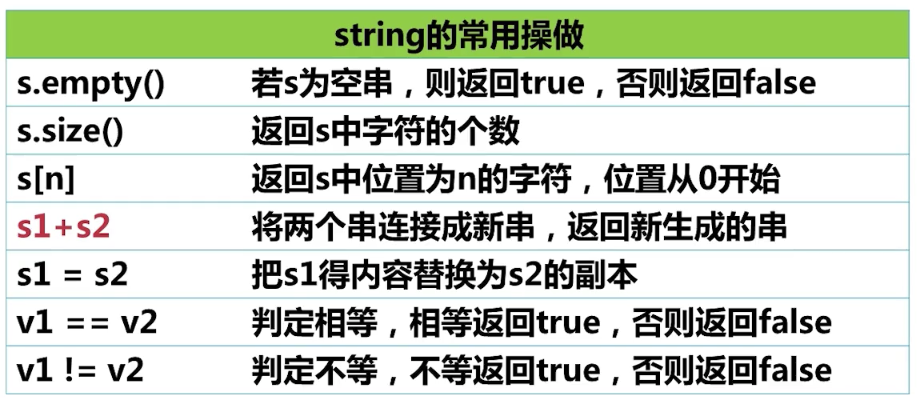 string的常用操做
s.empty() 若s为空串，则返回true，否则返回false
s.size() 返回s中字符的个数
s[n] 返回s中位置为n的字符，位置从0开始
s1+s2 将两个串连接成新串，返回新生成的串
s1 = s2 把s1得内容替换为s2的副本
v1 == v2 判定相等，相等返回true，否则返回false
v1 != v2 判定不等，不等返回true，否则返回false